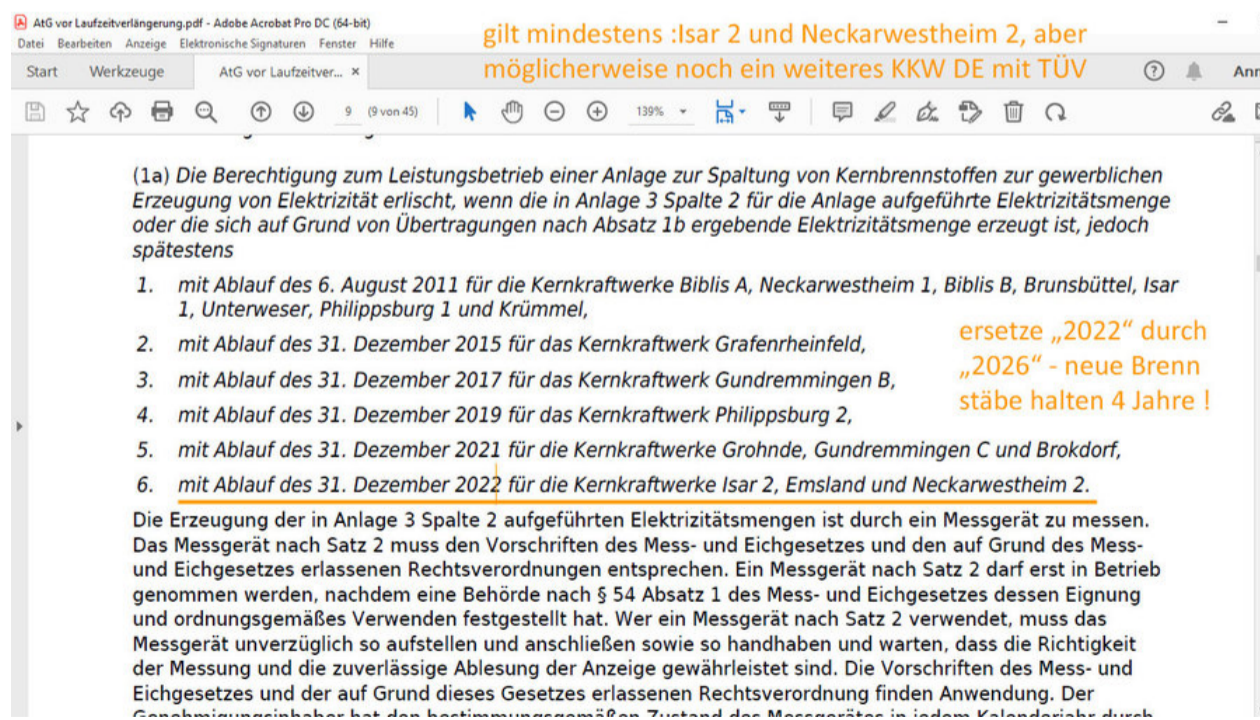 AtG vor Laufzeitverlängerung.pdf - Adobe Acrobat Pro DC (64-bit)
gilt mindestens :Isar 2 und Neckarwestheim 2, aber
Datei Bearbeiten Anzeige Elektronische Signaturen Fenster Hilfe
möglicherweise noch ein weiteres KKW DE mit TÜV
Start Werkzeuge AtG vor Laufzeitver... ×
9 (9 von 45) 139%
(1a) Die Berechtigung zum Leistungsbetrieb einer Anlage zur Spaltung von Kernbrennstoffen zur gewerblichen
Erzeugung von Elektrizität erlischt, wenn die in Anlage 3 Spalte 2 für die Anlage aufgeführte Elektrizitätsmenge
oder die sich auf Grund von Übertragungen nach Absatz 1b ergebende Elektrizitätsmenge erzeugt ist, jedoch
spätestens
1. mit Ablauf des 6. August 2011 für die Kernkraftwerke Biblis A, Neckarwestheim 1, Biblis B, Brunsbüttel, Isar
1, Unterweser, Philippsburg 1 und Krümmel,
2. mit Ablauf des 31. Dezember 2015 für das Kernkraftwerk Grafenrheinfeld,
3. mit Ablauf des 31. Dezember 2017 für das Kernkraftwerk Gundremmingen B,
4. mit Ablauf des 31. Dezember 2019 für das Kernkraftwerk Philippsburg 2,
ersetze „2022“ durch
„2026“ - neue Brenn
stäbe halten 4 Jahre !
5. mit Ablauf des 31. Dezember 2021 für die Kernkraftwerke Grohnde, Gundremmingen C und Brokdorf,
6. mit Ablauf des 31. Dezember 2022 für die Kernkraftwerke Isar 2, Emsland und Neckarwestheim 2.
Die Erzeugung der in Anlage 3 Spalte 2 aufgeführten Elektrizitätsmengen ist durch ein Messgerät zu messen.
Das Messgerät nach Satz 2 muss den Vorschriften des Mess- und Eichgesetzes und den auf Grund des Mess-
und Eichgesetzes erlassenen Rechtsverordnungen entsprechen. Ein Messgerät nach Satz 2 darf erst in Betrieb
genommen werden, nachdem eine Behörde nach § 54 Absatz 1 des Mess- und Eichgesetzes dessen Eignung
und ordnungsgemäßes Verwenden festgestellt hat. Wer ein Messgerät nach Satz 2 verwendet, muss das
Messgerät unverzüglich so aufstellen und anschließen sowie so handhaben und warten, dass die Richtigkeit
der Messung und die zuverlässige Ablesung der Anzeige gewährleistet sind. Die Vorschriften des Mess- und
Eichgesetzes und der auf Grund dieses Gesetzes erlassenen Rechtsverordnung finden Anwendung. Der
Genehmigungsinhaber hat den bestimmungsgemäßen Zustand des Messgerätes in jedem Kalenderjahr durch